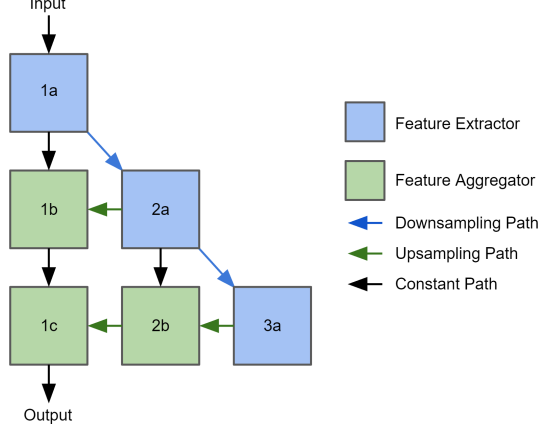 Input
1a
1b
2a
1c
2b
3a
Output
Feature Extractor
Feature Aggregator
Downsampling Path
Upsampling Path
Constant Path